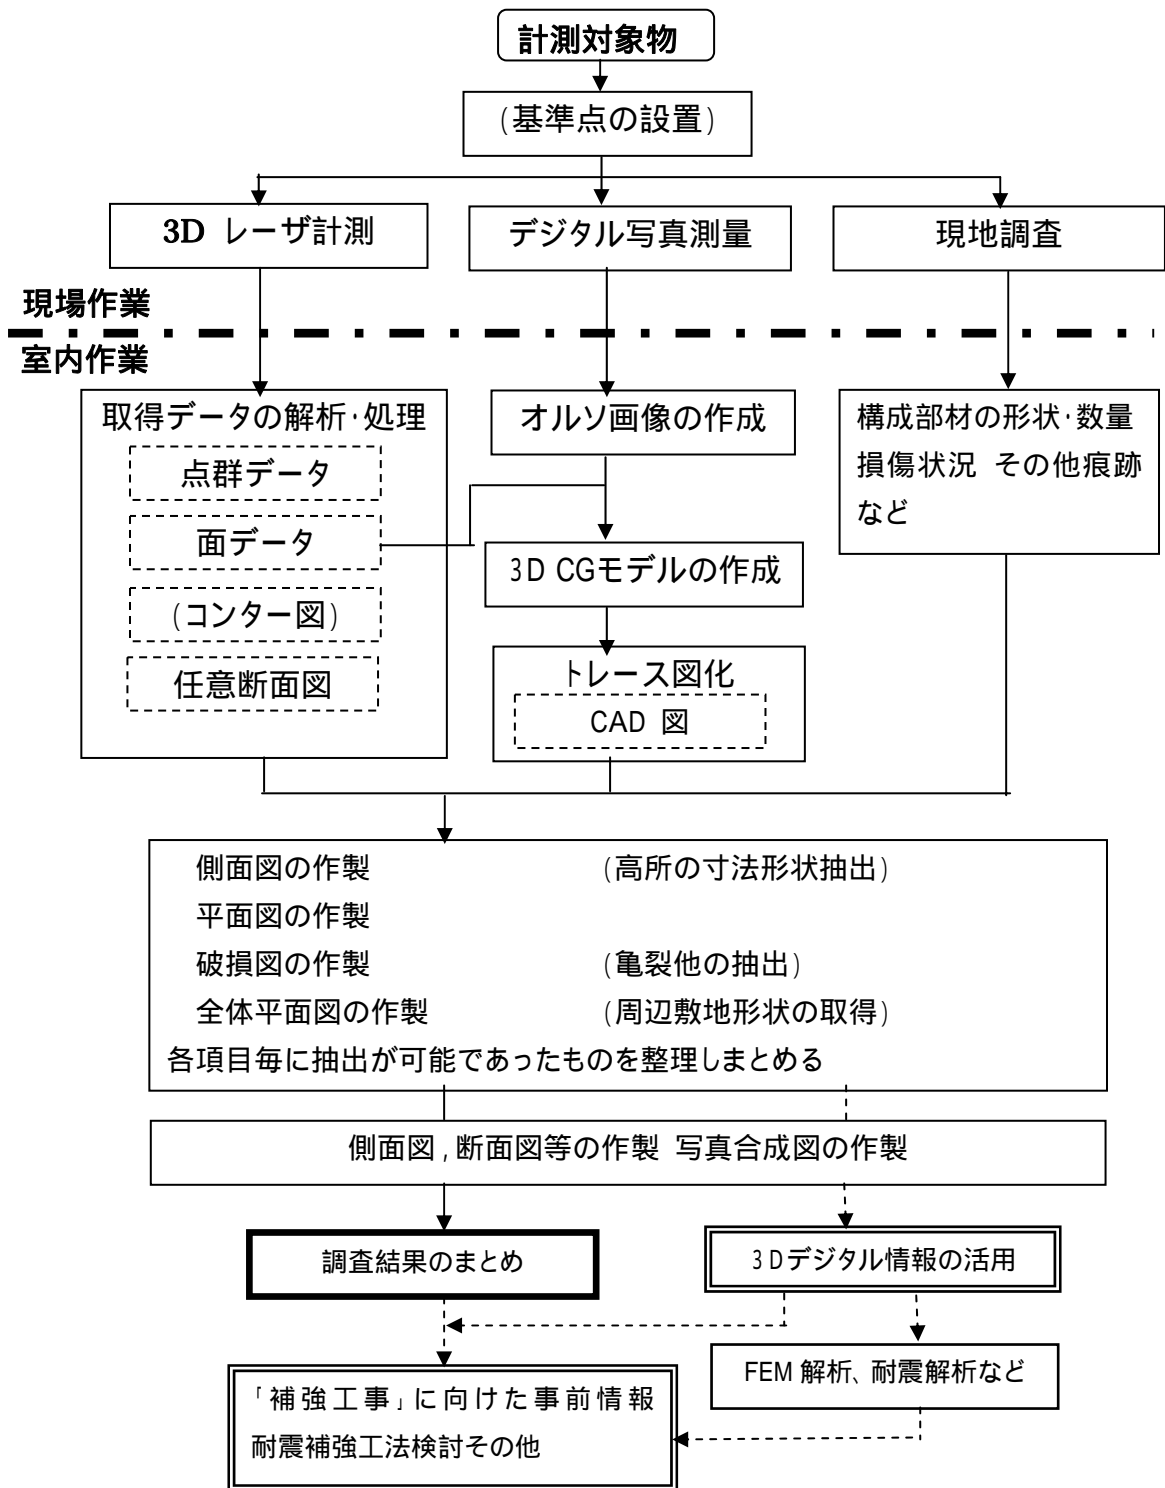 計測対象物
(基準点の設置)
3D レーザ計測
デジタル写真測量
現地調査
現場作業
室内作業
取得データの解析・処理
点群データ
面データ
(コンター図)
任意断面図
オルソ画像の作成
3D CGモデルの作成
トレース図化
CAD 図
構成部材の形状・数量
損傷状況 その他痕跡
など
側面図の作製 (高所の寸法形状抽出)
平面図の作製
破損図の作製 (亀裂他の抽出)
全体平面図の作製 (周辺敷地形状の取得)
各項目毎に抽出が可能であったものを整理しまとめる
側面図,断面図等の作製 写真合成図の作製
調査結果のまとめ
3Dデジタル情報の活用
FEM 解析、耐震解析など
「補強工事」に向けた事前情報
耐震補強工法検討その他